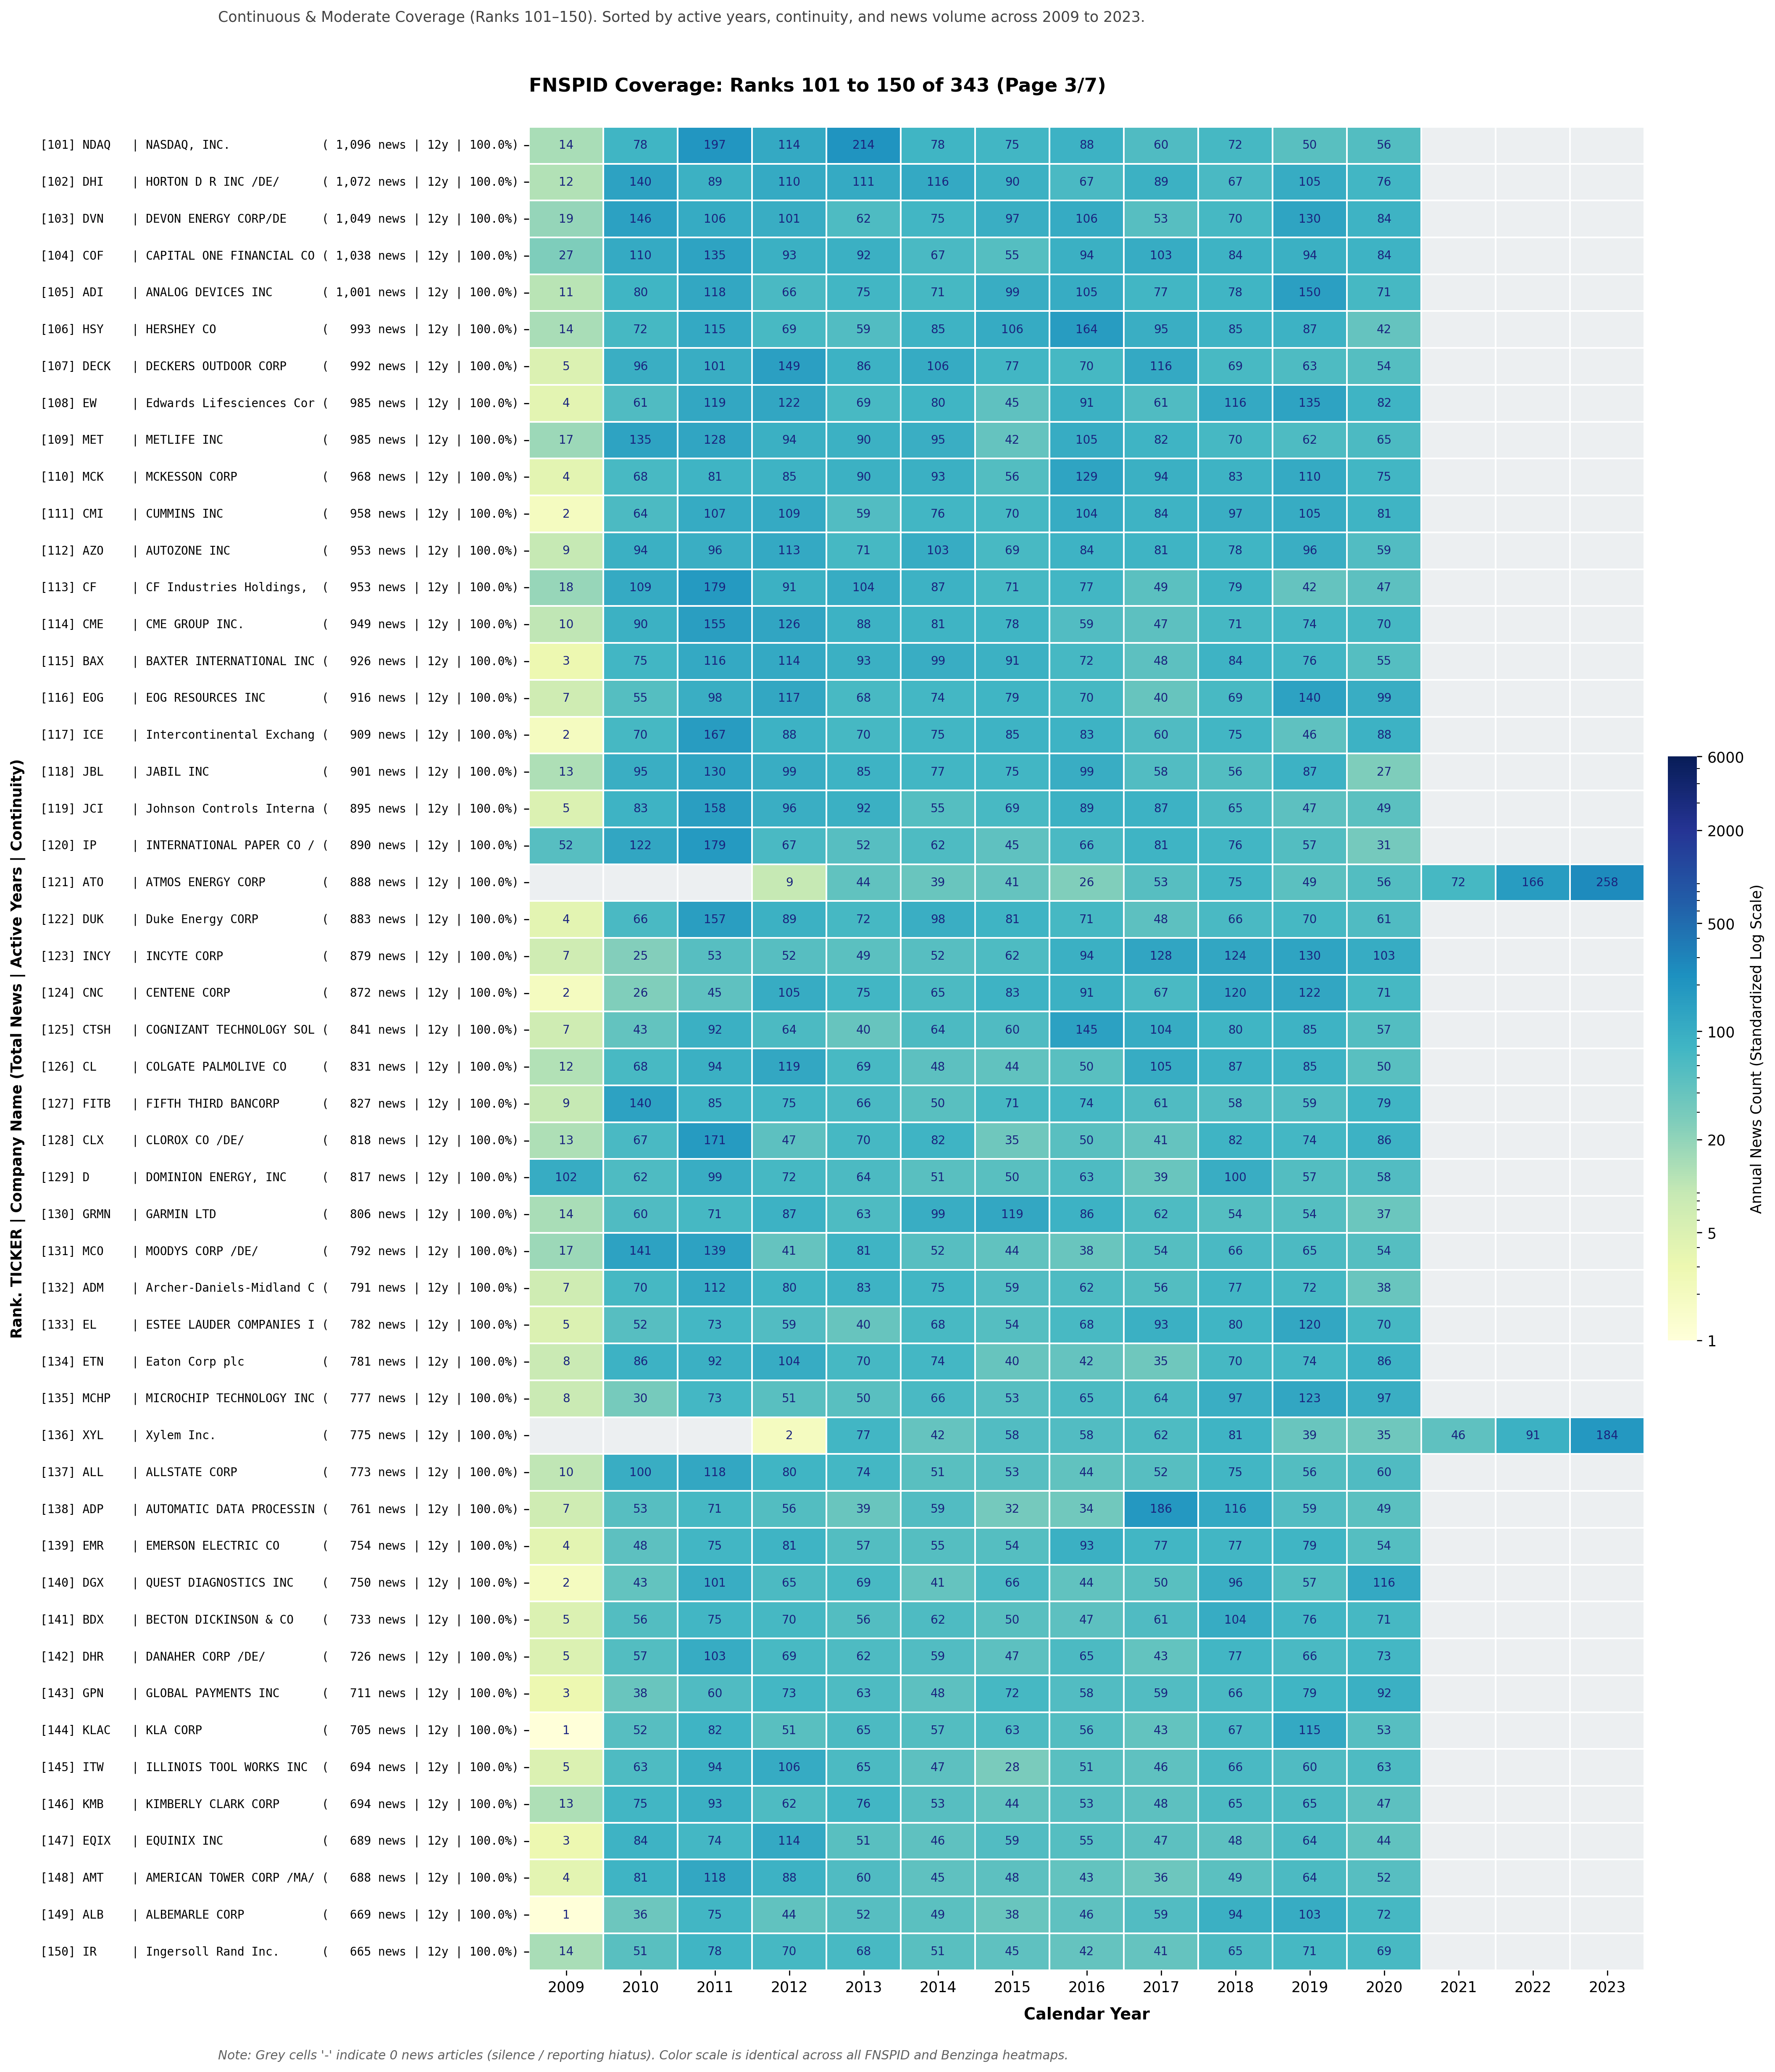 Continuous & Moderate Coverage (Ranks 101–150). Sorted by active years, continuity, and news volume across 2009 to 2023.
FNSPID Coverage: Ranks 101 to 150 of 343 (Page 3/7)
[101] NDAQ | NASDAQ, INC. ( 1,096 news | 12y | 100.0%) 14 78 197 114 214 78 75 88 60 72 50 56
[102] DHI | HORTON D R INC /DE/ ( 1,072 news | 12y | 100.0%) 12 140 89 110 111 116 90 67 89 67 105 76
[103] DVN | DEVON ENERGY CORP/DE ( 1,049 news | 12y | 100.0%) 19 146 106 101 62 75 97 106 53 70 130 84
[104] COF | CAPITAL ONE FINANCIAL CO ( 1,038 news | 12y | 100.0%) 27 110 135 93 92 67 55 94 103 84 94 84
[105] ADI | ANALOG DEVICES INC ( 1,001 news | 12y | 100.0%) 11 80 118 66 75 71 99 105 77 78 150 71
[106] HSY | HERSHEY CO ( 993 news | 12y | 100.0%) 14 72 115 69 59 85 106 164 95 85 87 42
[107] DECK | DECKERS OUTDOOR CORP ( 992 news | 12y | 100.0%) 5 96 101 149 86 106 77 70 116 69 63 54
[108] EW | Edwards Lifesciences Cor ( 985 news | 12y | 100.0%) 4 61 119 122 69 80 45 91 61 116 135 82
[109] MET | METLIFE INC ( 985 news | 12y | 100.0%) 17 135 128 94 90 95 42 105 82 70 62 65
[110] MCK | MCKESSON CORP ( 968 news | 12y | 100.0%) 4 68 81 85 90 93 56 129 94 83 110 75
[111] CMI | CUMMINS INC ( 958 news | 12y | 100.0%) 2 64 107 109 59 76 70 104 84 97 105 81
[112] AZO | AUTOZONE INC ( 953 news | 12y | 100.0%) 9 94 96 113 71 103 69 84 81 78 96 59
[113] CF | CF Industries Holdings, ( 953 news | 12y | 100.0%) 18 109 179 91 104 87 71 77 49 79 42 47
[114] CME | CME GROUP INC. ( 949 news | 12y | 100.0%) 10 90 155 126 88 81 78 59 47 71 74 70
[115] BAX | BAXTER INTERNATIONAL INC ( 926 news | 12y | 100.0%) 3 75 116 114 93 99 91 72 48 84 76 55
[116] EOG | EOG RESOURCES INC ( 916 news | 12y | 100.0%) 7 55 98 117 68 74 79 70 40 69 140 99
[117] ICE | Intercontinental Exchang ( 909 news | 12y | 100.0%) 2 70 167 88 70 75 85 83 60 75 46 88
[118] JBL | JABIL INC ( 901 news | 12y | 100.0%) 13 95 130 99 85 77 75 99 58 56 87 27
[119] JCI | Johnson Controls Interna ( 895 news | 12y | 100.0%) 5 83 158 96 92 55 69 89 87 65 47 49
[120] IP | INTERNATIONAL PAPER CO / ( 890 news | 12y | 100.0%) 52 122 179 67 52 62 45 66 81 76 57 31
[121] ATO | ATMOS ENERGY CORP ( 888 news | 12y | 100.0%) 9 44 39 41 26 53 75 49 56 72 166 258
[122] DUK | Duke Energy CORP ( 883 news | 12y | 100.0%) 4 66 157 89 72 98 81 71 48 66 70 61
[123] INCY | INCYTE CORP ( 879 news | 12y | 100.0%) 7 25 53 52 49 52 62 94 128 124 130 103
[124] CNC | CENTENE CORP ( 872 news | 12y | 100.0%) 2 26 45 105 75 65 83 91 67 120 122 71
[125] CTSH | COGNIZANT TECHNOLOGY SOL ( 841 news | 12y | 100.0%) 7 43 92 64 40 64 60 145 104 80 85 57
[126] CL | COLGATE PALMOLIVE CO ( 831 news | 12y | 100.0%) 12 68 94 119 69 48 44 50 105 87 85 50
[127] FITB | FIFTH THIRD BANCORP ( 827 news | 12y | 100.0%) 9 140 85 75 66 50 71 74 61 58 59 79
[128] CLX | CLOROX CO /DE/ ( 818 news | 12y | 100.0%) 13 67 171 47 70 82 35 50 41 82 74 86
[129] D | DOMINION ENERGY, INC ( 817 news | 12y | 100.0%) 102 62 99 72 64 51 50 63 39 100 57 58
[130] GRMN | GARMIN LTD ( 806 news | 12y | 100.0%) 14 60 71 87 63 99 119 86 62 54 54 37
[131] MCO | MOODYS CORP /DE/ ( 792 news | 12y | 100.0%) 17 141 139 41 81 52 44 38 54 66 65 54
[132] ADM | Archer-Daniels-Midland C ( 791 news | 12y | 100.0%) 7 70 112 80 83 75 59 62 56 77 72 38
[133] EL | ESTEE LAUDER COMPANIES I ( 782 news | 12y | 100.0%) 5 52 73 59 40 68 54 68 93 80 120 70
[134] ETN | Eaton Corp plc ( 781 news | 12y | 100.0%) 8 86 92 104 70 74 40 42 35 70 74 86
[135] MCHP | MICROCHIP TECHNOLOGY INC ( 777 news | 12y | 100.0%) 8 30 73 51 50 66 53 65 64 97 123 97
[136] XYL | Xylem Inc. ( 775 news | 12y | 100.0%) 2 77 42 58 58 62 81 39 35 46 91 184
[137] ALL | ALLSTATE CORP ( 773 news | 12y | 100.0%) 10 100 118 80 74 51 53 44 52 75 56 60
[138] ADP | AUTOMATIC DATA PROCESSIN ( 761 news | 12y | 100.0%) 7 53 71 56 39 59 32 34 186 116 59 49
[139] EMR | EMERSON ELECTRIC CO ( 754 news | 12y | 100.0%) 4 48 75 81 57 55 54 93 77 77 79 54
[140] DGX | QUEST DIAGNOSTICS INC ( 750 news | 12y | 100.0%) 2 43 101 65 69 41 66 44 50 96 57 116
[141] BDX | BECTON DICKINSON & CO ( 733 news | 12y | 100.0%) 5 56 75 70 56 62 50 47 61 104 76 71
[142] DHR | DANAHER CORP /DE/ ( 726 news | 12y | 100.0%) 5 57 103 69 62 59 47 65 43 77 66 73
[143] GPN | GLOBAL PAYMENTS INC ( 711 news | 12y | 100.0%) 3 38 60 73 63 48 72 58 59 66 79 92
[144] KLAC | KLA CORP ( 705 news | 12y | 100.0%) 1 52 82 51 65 57 63 56 43 67 115 53
[145] ITW | ILLINOIS TOOL WORKS INC ( 694 news | 12y | 100.0%) 5 63 94 106 65 47 28 51 46 66 60 63
[146] KMB | KIMBERLY CLARK CORP ( 694 news | 12y | 100.0%) 13 75 93 62 76 53 44 53 48 65 65 47
[147] EQIX | EQUINIX INC ( 689 news | 12y | 100.0%) 3 84 74 114 51 46 59 55 47 48 64 44
[148] AMT | AMERICAN TOWER CORP /MA/ ( 688 news | 12y | 100.0%) 4 81 118 88 60 45 48 43 36 49 64 52
[149] ALB | ALBEMARLE CORP ( 669 news | 12y | 100.0%) 1 36 75 44 52 49 38 46 59 94 103 72
[150] IR | Ingersoll Rand Inc. ( 665 news | 12y | 100.0%) 14 51 78 70 68 51 45 42 41 65 71 69
2009 2010 2011 2012 2013 2014 2015 2016 2017 2018 2019 2020 2021 2022 2023
Calendar Year
Rank. TICKER | Company Name (Total News | Active Years | Continuity)
6000
2000
500
100
20
5
1
Annual News Count (Standardized Log Scale)
Note: Grey cells '-' indicate 0 news articles (silence / reporting hiatus). Color scale is identical across all FNSPID and Benzinga heatmaps.